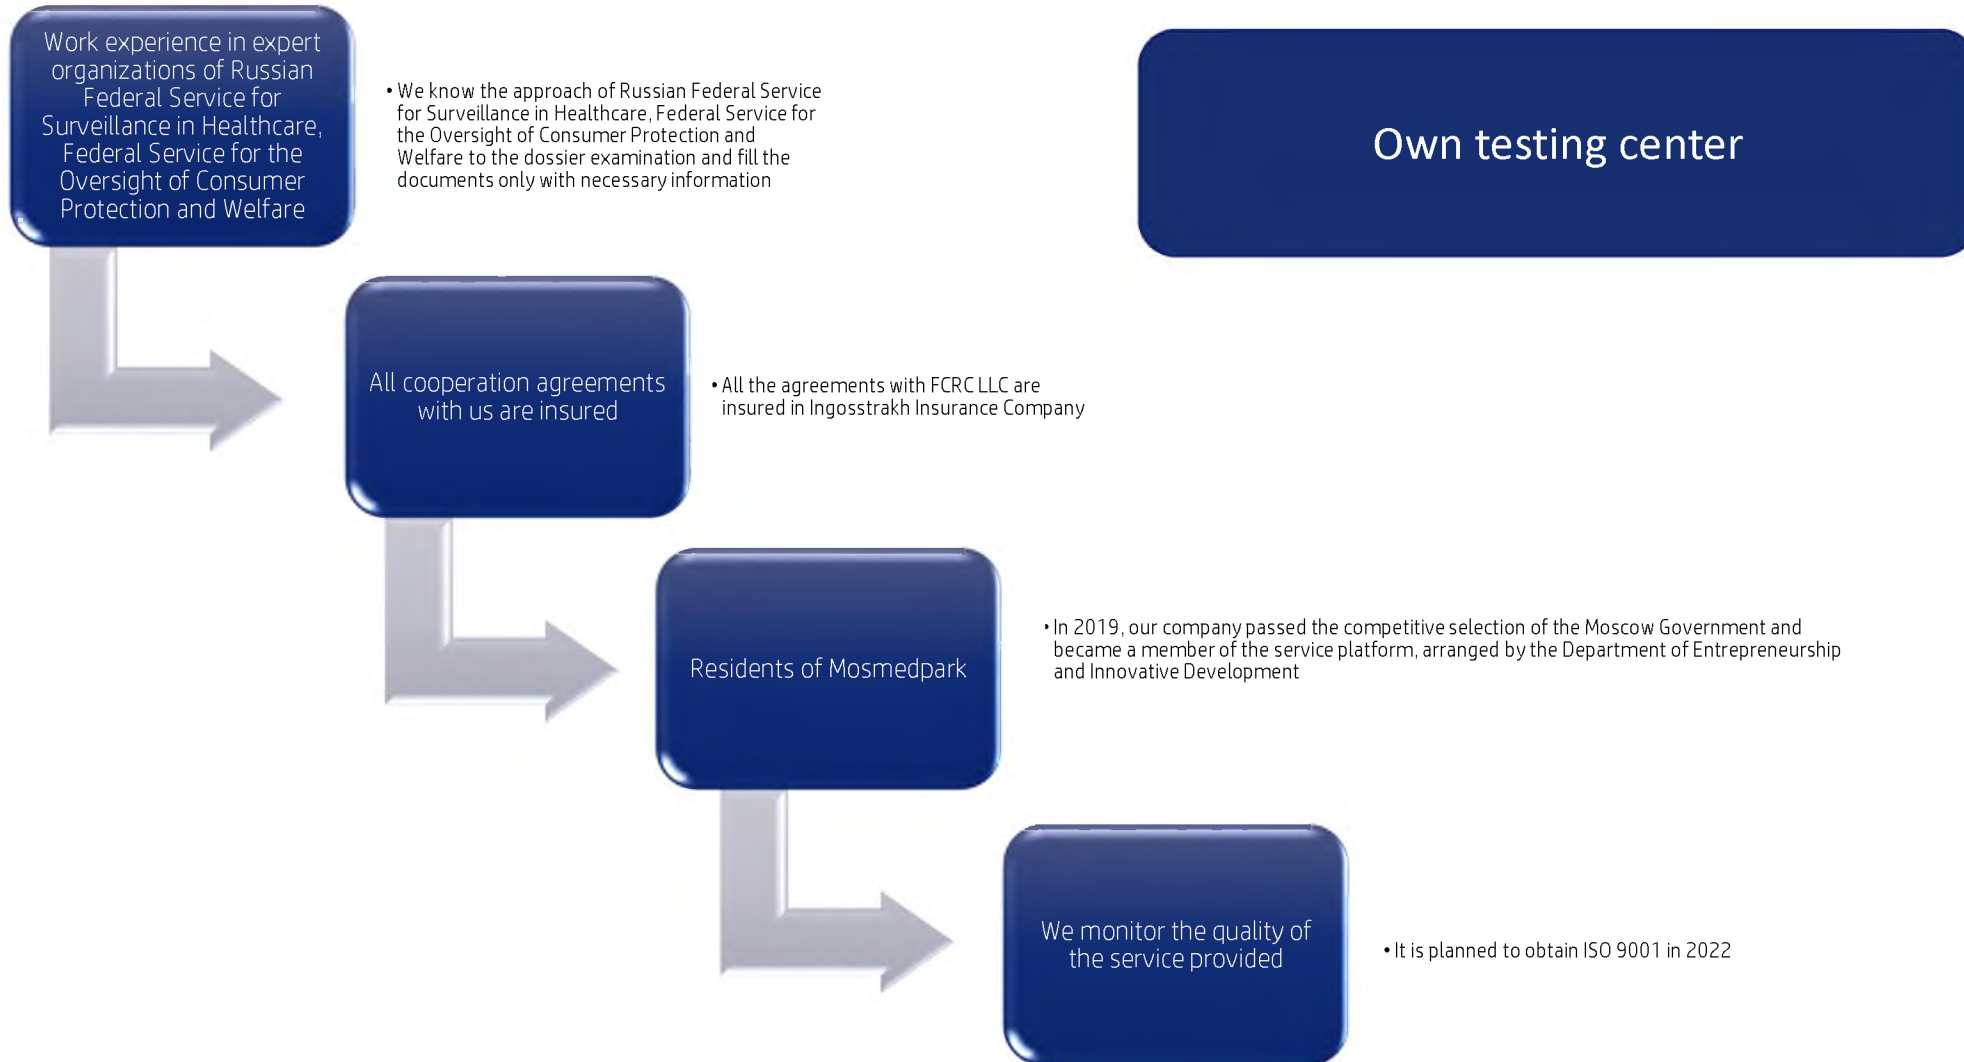 Work experience in expert
organizations of Russian
Federal Service for
Surveillance in Healthcare,
Federal Service for the
Oversight of Consumer
Protection and Welfare
• We know the approach of Russian Federal Service
for Surveillance in Healthcare, Federal Service for
the Oversight of Consumer Protection and
Welfare to the dossier examination and fill the
documents only with necessary information
Own testing center
All cooperation agreements
with us are insured
• All the agreements with FCRC LLC are
insured in Ingosstrakh Insurance Company
Residents of Mosmedpark
• In 2019, our company passed the competitive selection of the Moscow Government and
became a member of the service platform, arranged by the Department of Entrepreneurship
and Innovative Development
We monitor the quality of
the service provided
• It is planned to obtain ISO 9001 in 2022